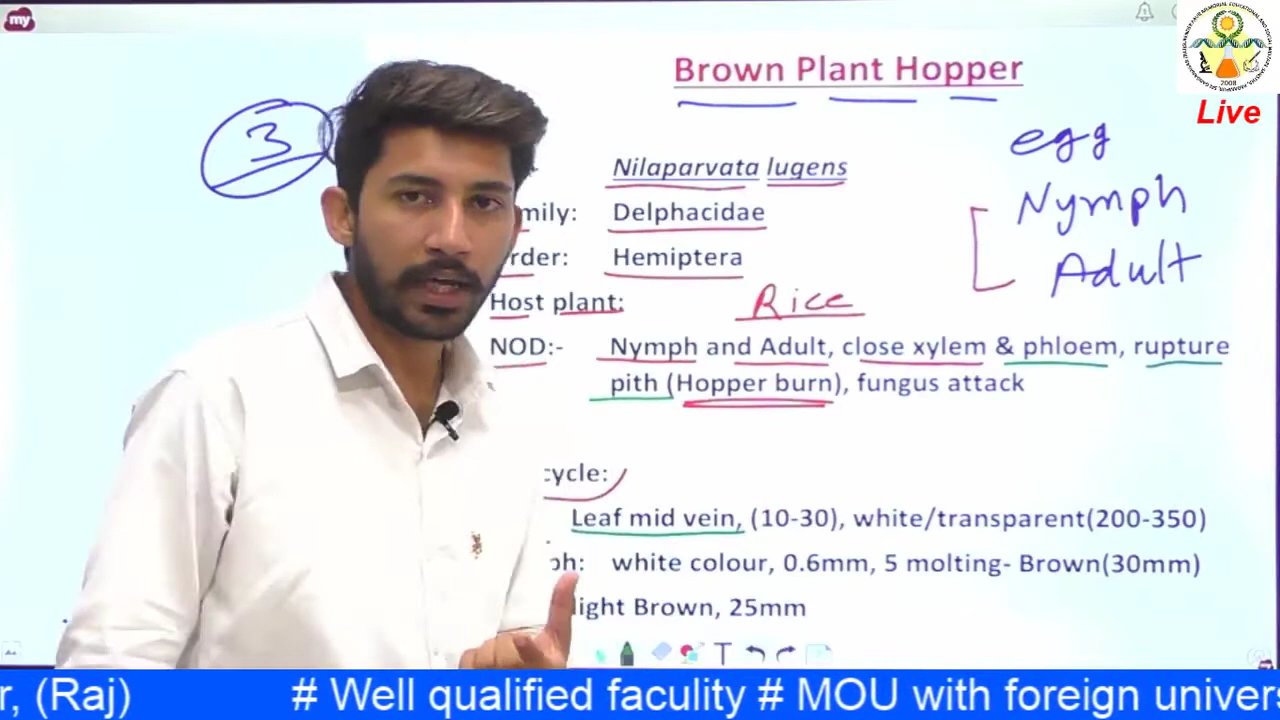 my
Brown Plant Hopper
2008
Live
3
egg
Nilaparvata lugens
Nymph
mily: Delphacidae
Adult
rder: Hemiptera
Host plant: Rice
NOD:- Nymph and Adult, close xylem & phloem, rupture
pith (Hopper burn), fungus attack
cycle:
Leaf mid vein, (10-30), white/transparent(200-350)
ph: white colour, 0.6mm, 5 molting- Brown(30mm)
light Brown, 25mm
T
r, (Raj) # Well qualified faculity # MOU with foreign univers